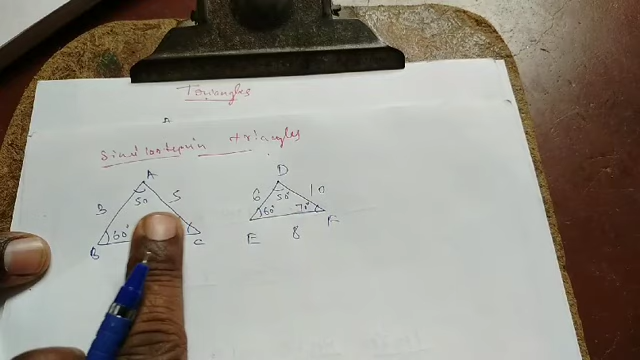 Triangles
Similarity in triangles
A D
3 50 5 6 50° 10
60° 60° 70°
B C E 8 F